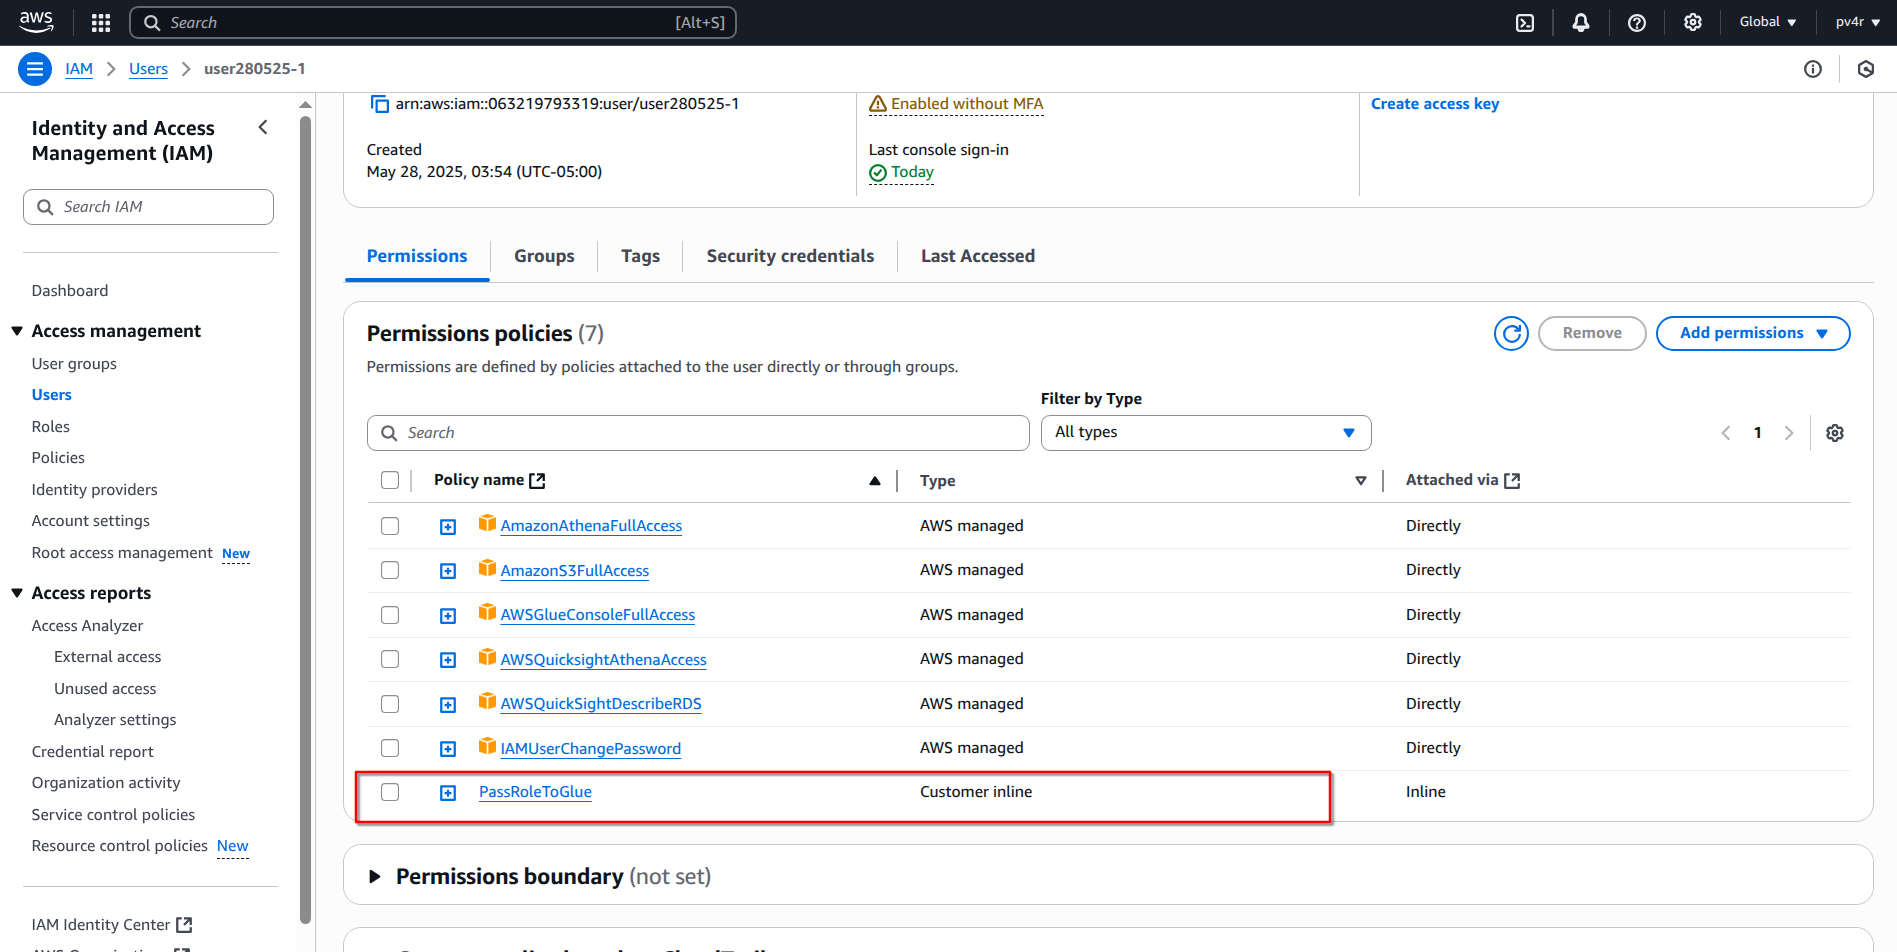 aws
Search
[Alt+S]
Global
pv4r
IAM
Users
user280525-1
Identity and Access
Management (IAM)
Search IAM
Dashboard
Access management
User groups
Users
Roles
Policies
Identity providers
Account settings
Root access management New
Access reports
Access Analyzer
External access
Unused access
Analyzer settings
Credential report
Organization activity
Service control policies
Resource control policies New
IAM Identity Center
arn:aws:iam::063219793319:user/user280525-1
Enabled without MFA
Create access key
Created
May 28, 2025, 03:54 (UTC-05:00)
Last console sign-in
Today
Permissions
Groups
Tags
Security credentials
Last Accessed
Permissions policies (7)
Remove
Add permissions
Permissions are defined by policies attached to the user directly or through groups.
Filter by Type
Search
All types
1
Policy name
Type
Attached via
AmazonAthenaFullAccess AWS managed Directly
AmazonS3FullAccess AWS managed Directly
AWSGlueConsoleFullAccess AWS managed Directly
AWSQuicksightAthenaAccess AWS managed Directly
AWSQuickSightDescribeRDS AWS managed Directly
IAMUserChangePassword AWS managed Directly
PassRoleToGlue Customer inline Inline
Permissions boundary (not set)